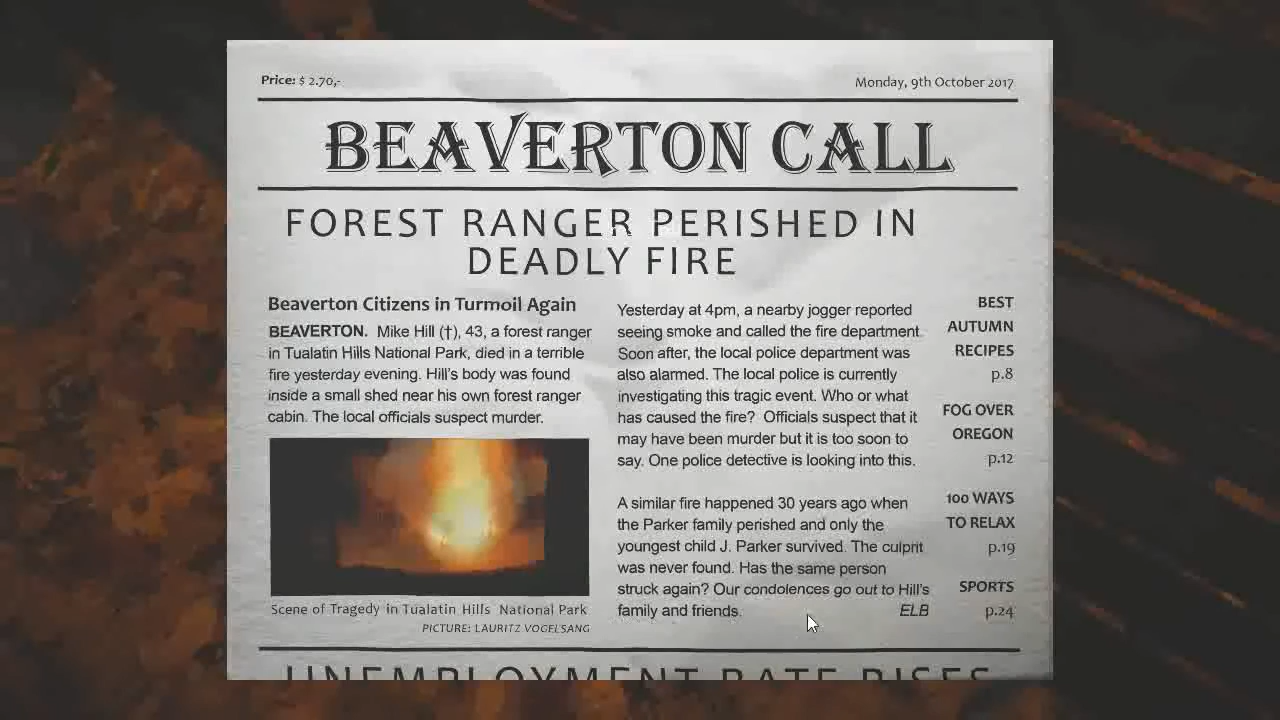 Price: $ 2.70,-
Monday, 9th October 2017
BEAVERTON CALL
FOREST RANGER PERISHED IN
DEADLY FIRE
Beaverton Citizens in Turmoil Again
BEAVERTON. Mike Hill (†), 43, a forest ranger
in Tualatin Hills National Park, died in a terrible
fire yesterday evening. Hill's body was found
inside a small shed near his own forest ranger
cabin. The local officials suspect murder.
Scene of Tragedy in Tualatin Hills National Park
PICTURE: LAURITZ VOGELSANG
Yesterday at 4pm, a nearby jogger reported
seeing smoke and called the fire department.
Soon after, the local police department was
also alarmed. The local police is currently
investigating this tragic event. Who or what
has caused the fire? Officials suspect that it
may have been murder but it is too soon to
say. One police detective is looking into this.
A similar fire happened 30 years ago when
the Parker family perished and only the
youngest child J. Parker survived. The culprit
was never found. Has the same person
struck again? Our condolences go out to Hill's
family and friends.
ELB
BEST
AUTUMN
RECIPES
p.8
FOG OVER
OREGON
p.12
100 WAYS
TO RELAX
p.19
SPORTS
p.24
UNEMPLOYMENT RATE RISES